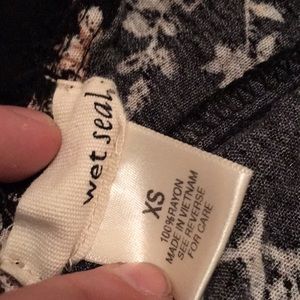 wet seal.
XS
100% RAYON
MADE IN VIETNAM
SEE REVERSE
FOR CARE